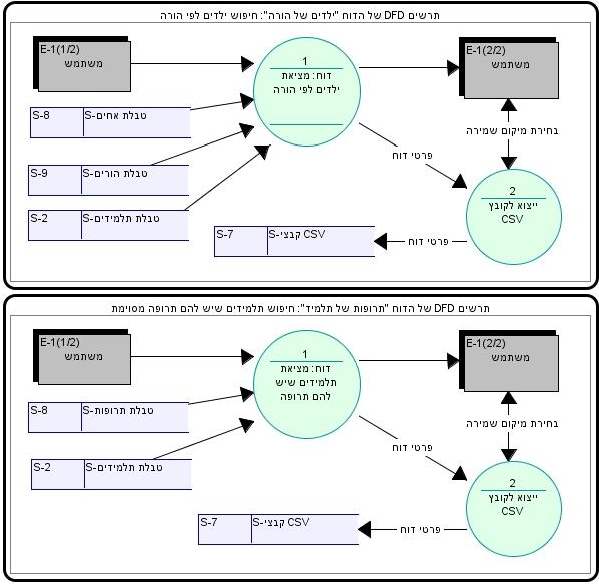 תרשים DFD של הדוח "ילדים של הורה": חיפוש ילדים לפי הורה
E-1(1/2)
משתמש
1
דוח: מציאת
ילדים לפי הורה
E-1(2/2)
משתמש
S-8
טבלת אחים-S
בחירת מיקום שמירה
פרטי דוח
S-9
טבלת הורים-S
2
ייצוא לקובץ
CSV
S-2
טבלת תלמידים-S
S-7
קבצי-S CSV
פרטי דוח
תרשים DFD של הדוח "תרופות של תלמיד": חיפוש תלמידים שיש להם תרופה מסוימת
E-1(1/2)
משתמש
1
דוח: מציאת
תלמידים שיש
להם תרופה
E-1(2/2)
משתמש
S-8
טבלת תרופות-S
בחירת מיקום שמירה
פרטי דוח
S-2
טבלת תלמידים-S
2
ייצוא לקובץ
CSV
S-7
קבצי-S CSV
פרטי דוח